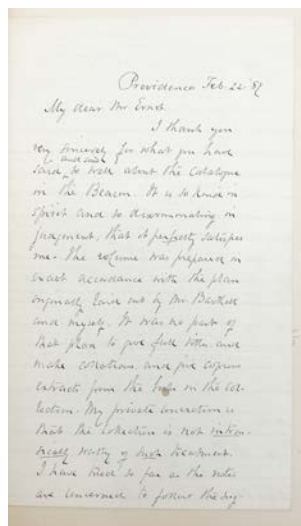 Providence Feb. 22 '87
My dear Mr Ernst
I thank you
very sincerely for what you have
said and said so well about the Catalogue
in the Beacon. It is so kind in
spirit and so discriminating in
judgment, that it perfectly satisfies
me. The volume was prepared in
exact accordance with the plan
originally laid out by Mr. Bartlett
and myself. It was no part of
that plan to give full titles and
make collations, and give copious
extracts from the in the col-
lection. My private conviction is
that the collection is not intrin-
sically worthy of such treatment.
I have tried so far as the notes
are concerned to follow the